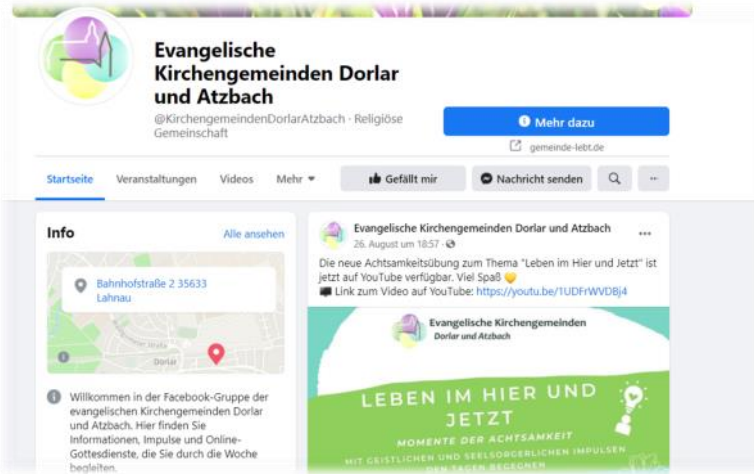 Evangelische
Kirchengemeinden Dorlar
und Atzbach
@KirchengemeindenDorlarAtzbach · Religiöse
Gemeinschaft
Mehr dazu
gemeinde-lebt.de
Startseite Veranstaltungen Videos Mehr Gefällt mir Nachricht senden ...
Info Alle ansehen
Bahnhofstraße 2 35633
Lahnau
Dorlar
Willkommen in der Facebook-Gruppe der
evangelischen Kirchengemeinden Dorlar
und Atzbach. Hier finden Sie
Informationen, Impulse und Online-
Gottesdienste, die Sie durch die Woche
begleiten.
Evangelische Kirchengemeinden Dorlar und Atzbach ...
26. August um 18:57 ·
Die neue Achtsamkeitsübung zum Thema "Leben im Hier und Jetzt" ist
jetzt auf YouTube verfügbar. Viel Spaß 💛
Link zum Video auf YouTube: https://youtu.be/1UDFrWVDBj4
Evangelische Kirchengemeinden
Dorlar und Atzbach
LEBEN IM HIER UND
JETZT
MOMENTE DER ACHTSAMKEIT
MIT GEISTLICHEN UND SEELSORGERLICHEN IMPULSEN
DEN TAGEN BEGEGNEN